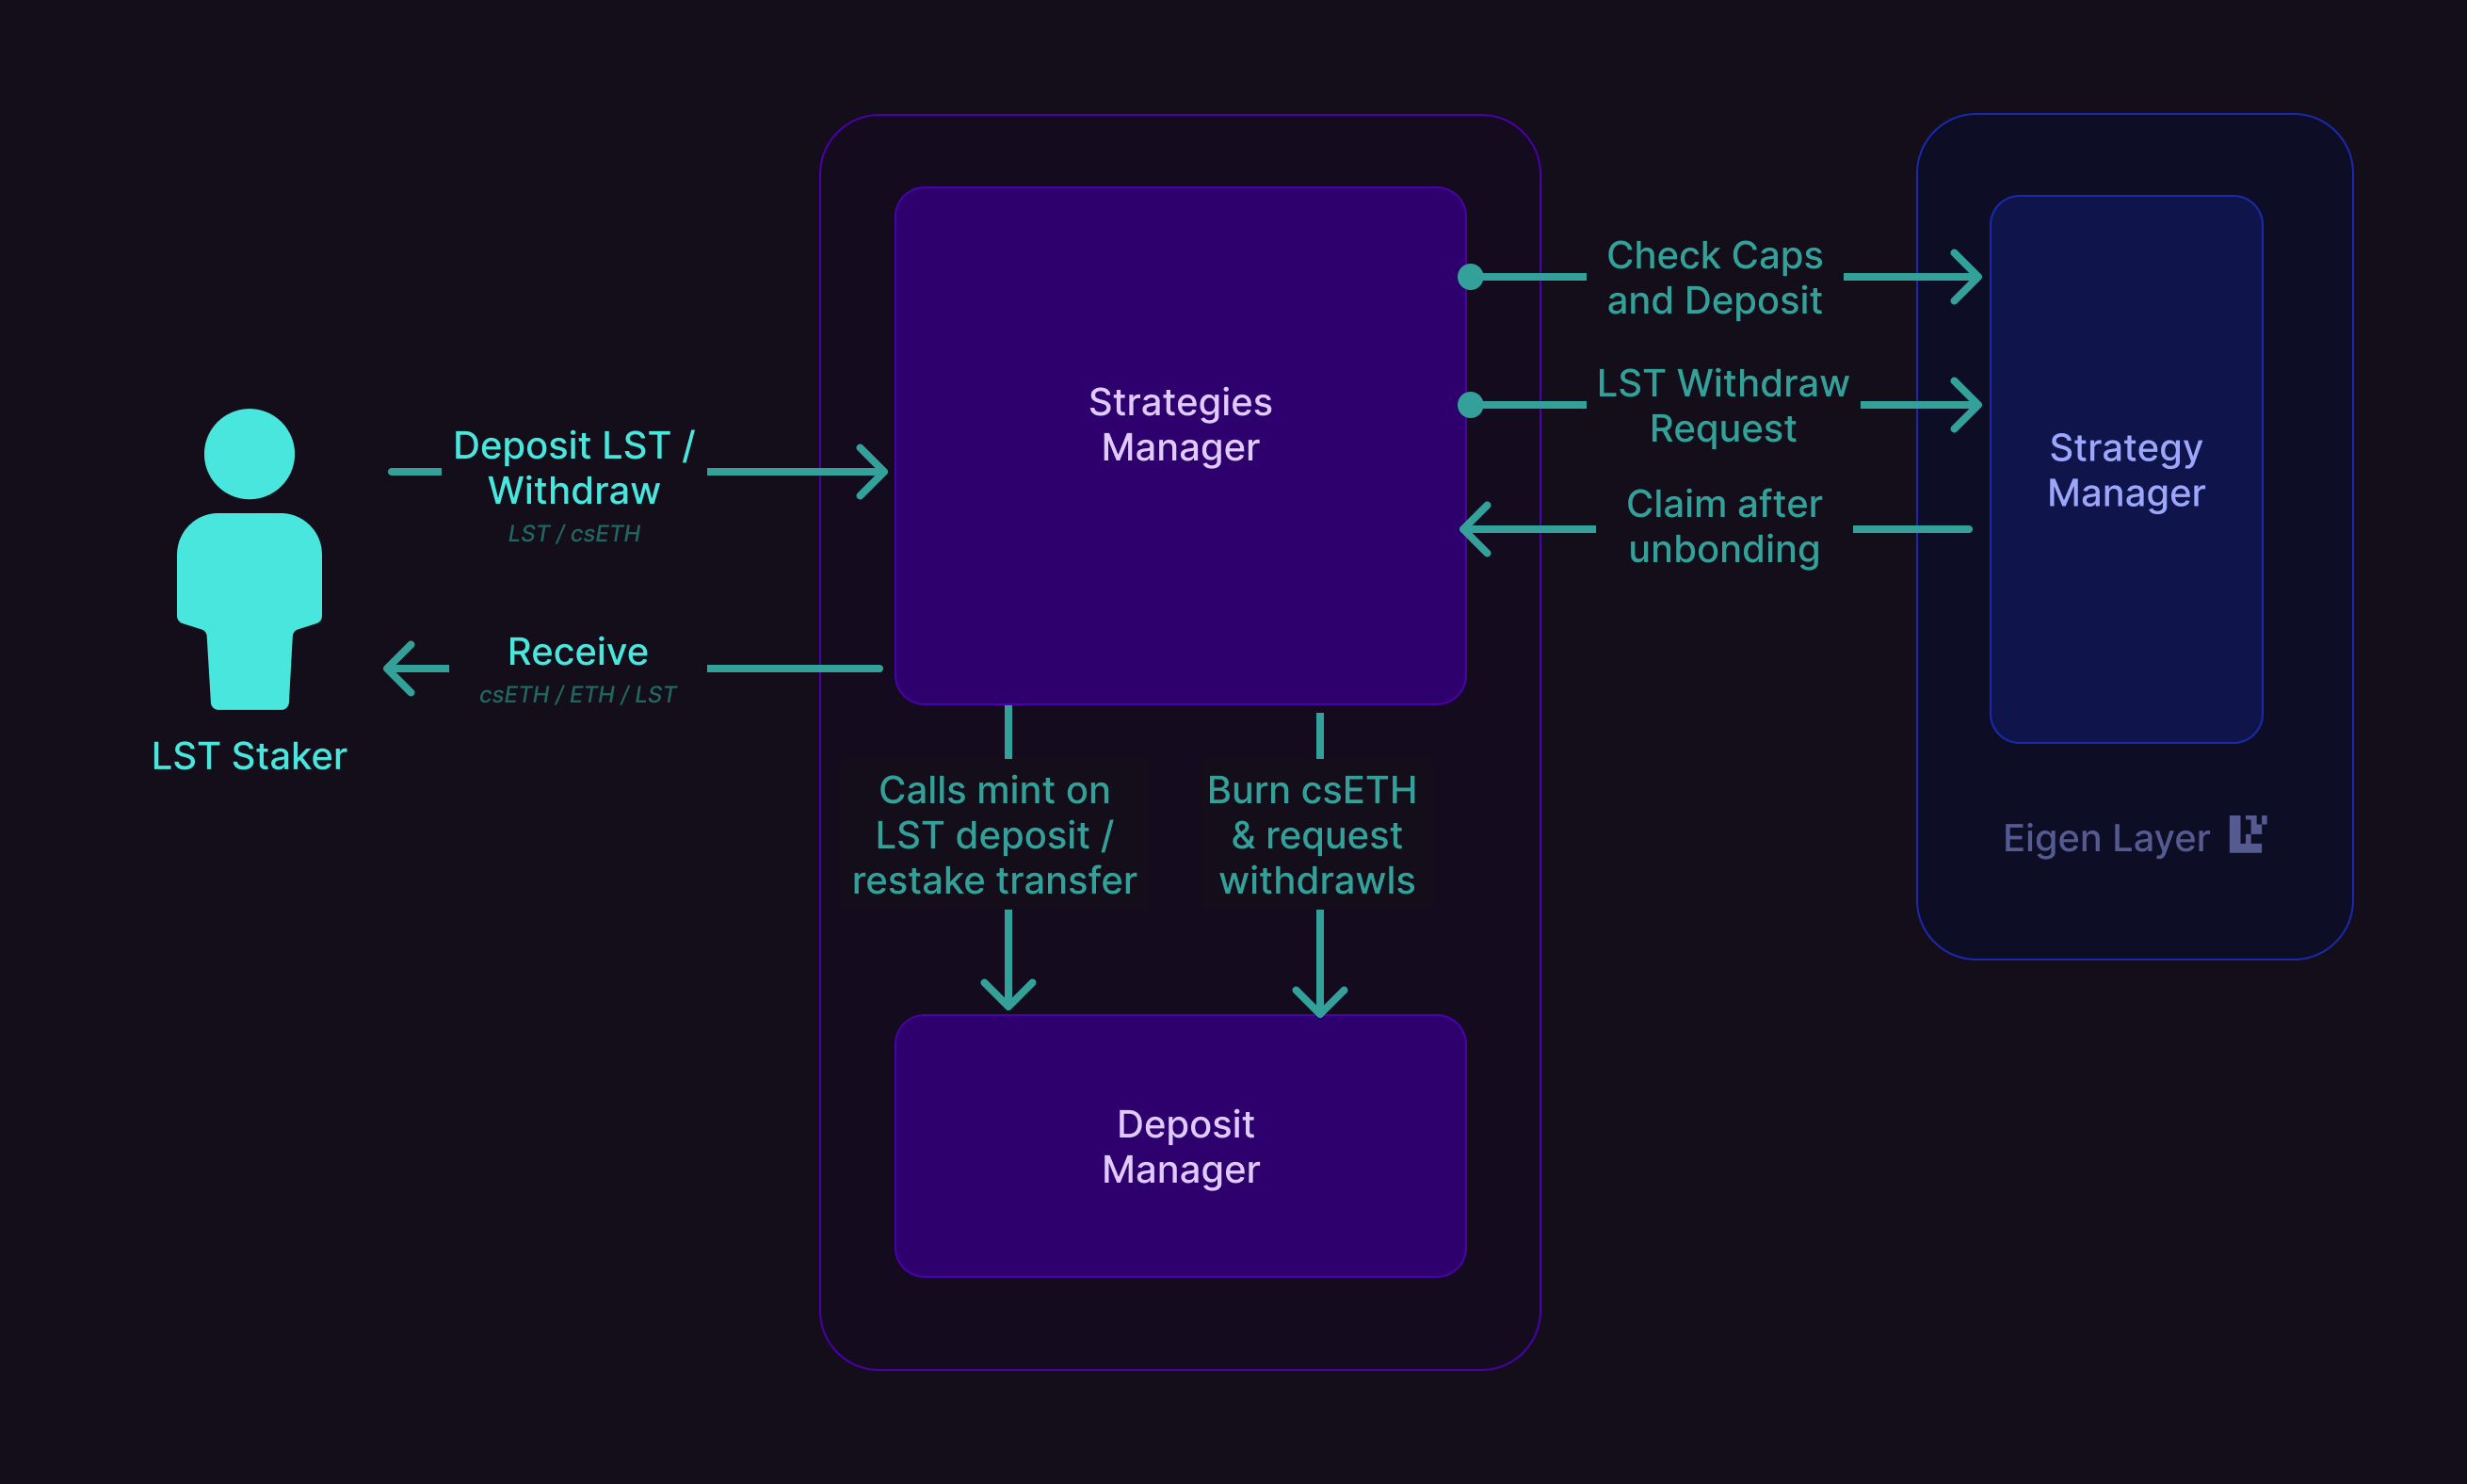 Deposit LST /
Withdraw
LST / csETH
Receive
csETH / ETH / LST
LST Staker
Strategies
Manager
Check Caps
and Deposit
LST Withdraw
Request
Claim after
unbonding
Strategy
Manager
Eigen Layer
Calls mint on
LST deposit /
restake transfer
Burn csETH
& request
withdrawls
Deposit
Manager